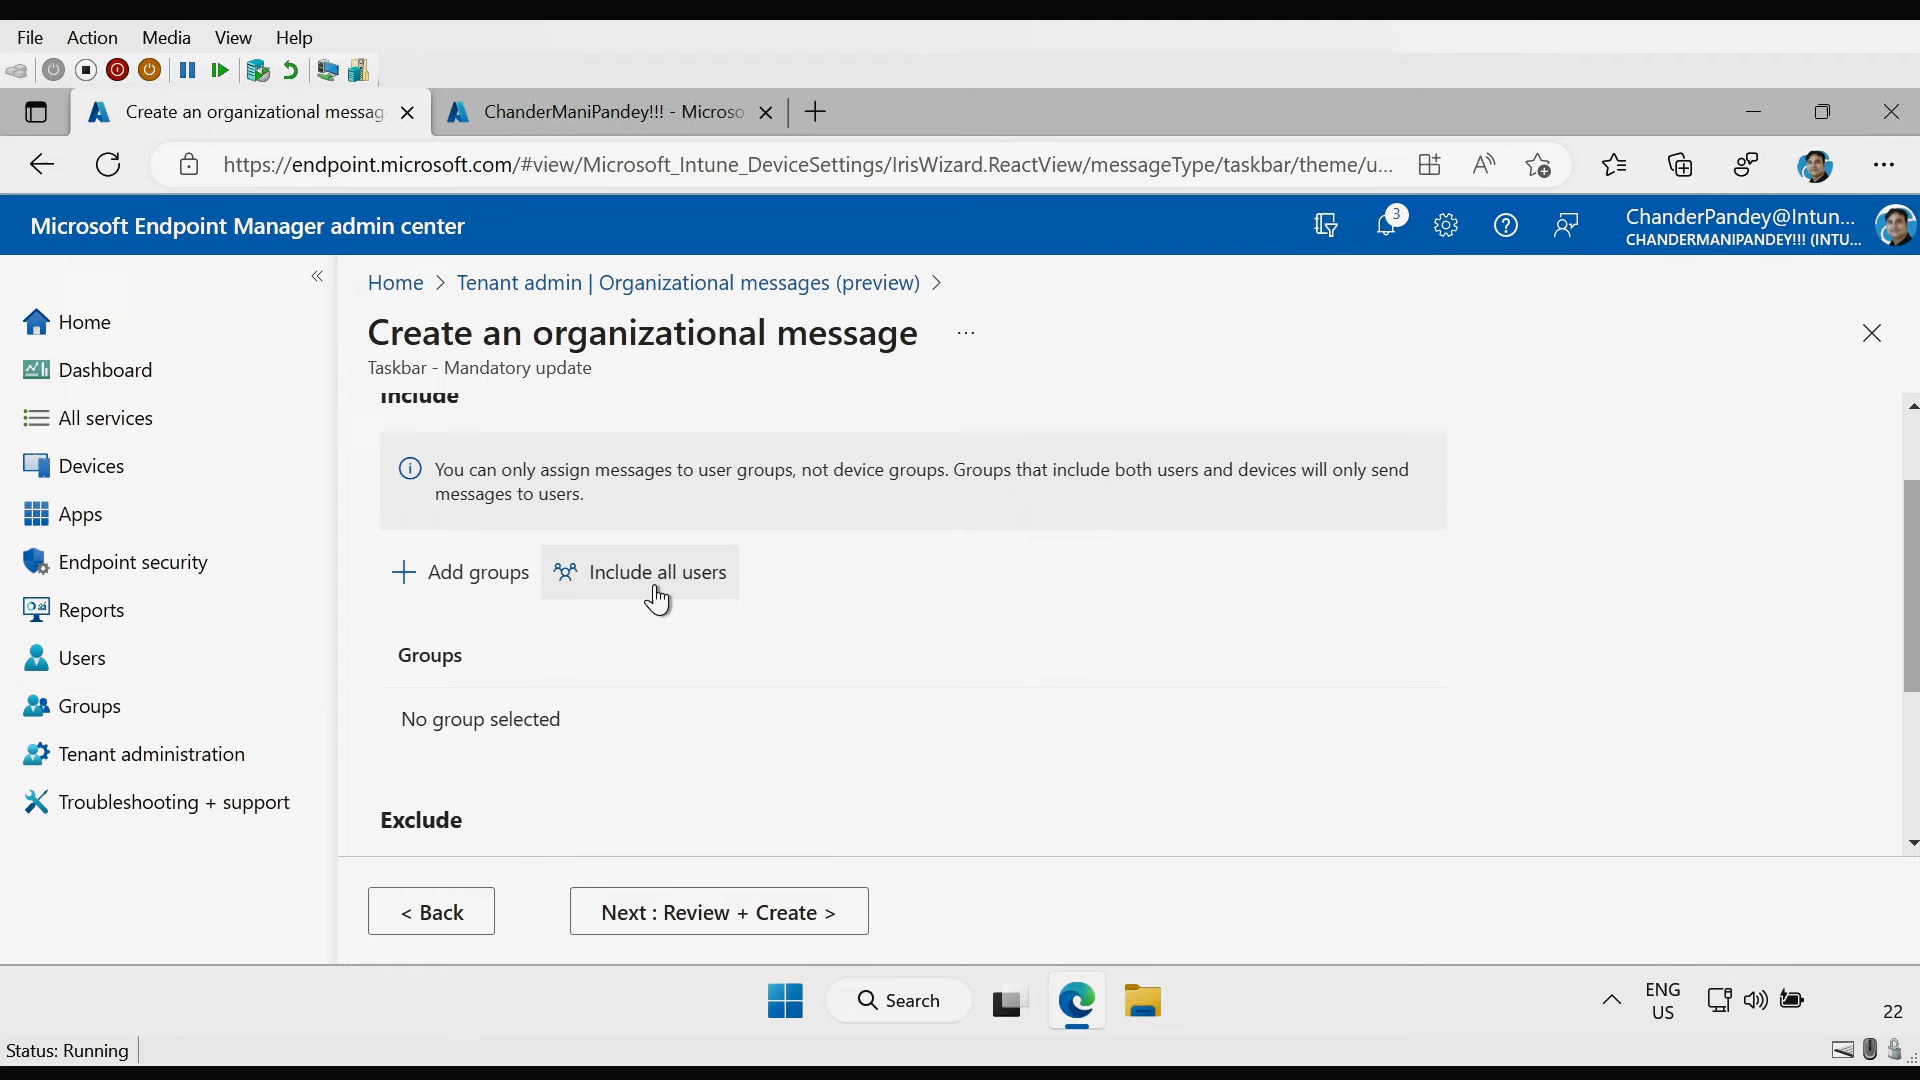 File Action Media View Help
Create an organizational messag
ChanderManiPandey!!! - Microso
https://endpoint.microsoft.com/#view/Microsoft_Intune_DeviceSettings/IrisWizard.ReactView/messageType/taskbar/theme/u...
Microsoft Endpoint Manager admin center
3
ChanderPandey@Intun...
CHANDERMANIPANDEY!!! (INTU...
Home > Tenant admin | Organizational messages (preview) >
Create an organizational message ...
Taskbar - Mandatory update
Home
Dashboard
All services
Devices
Apps
Endpoint security
Reports
Users
Groups
Tenant administration
Troubleshooting + support
Include
You can only assign messages to user groups, not device groups. Groups that include both users and devices will only send
messages to users.
Add groups
Include all users
Groups
No group selected
Exclude
< Back
Next : Review + Create >
Search
ENG
US
22
Status: Running